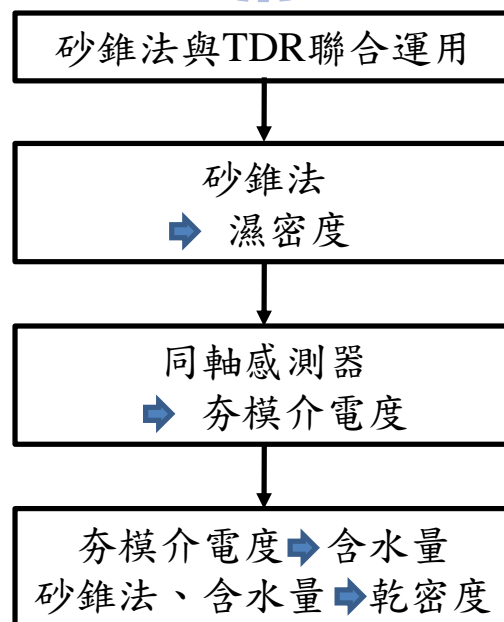 砂錐法與TDR聯合運用
砂錐法
濕密度
同軸感測器
夯模介電度
夯模介電度 含水量
砂錐法、含水量 乾密度